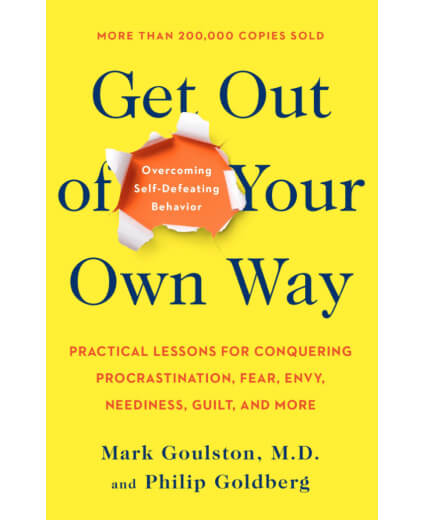 MORE THAN 200,000 COPIES SOLD
Get Out
of Your
Overcoming
Self-Defeating
Behavior
Own Way
PRACTICAL LESSONS FOR CONQUERING
PROCRASTINATION, FEAR, ENVY,
NEEDINESS, GUILT, AND MORE
Mark Goulston, M.D.
and Philip Goldberg